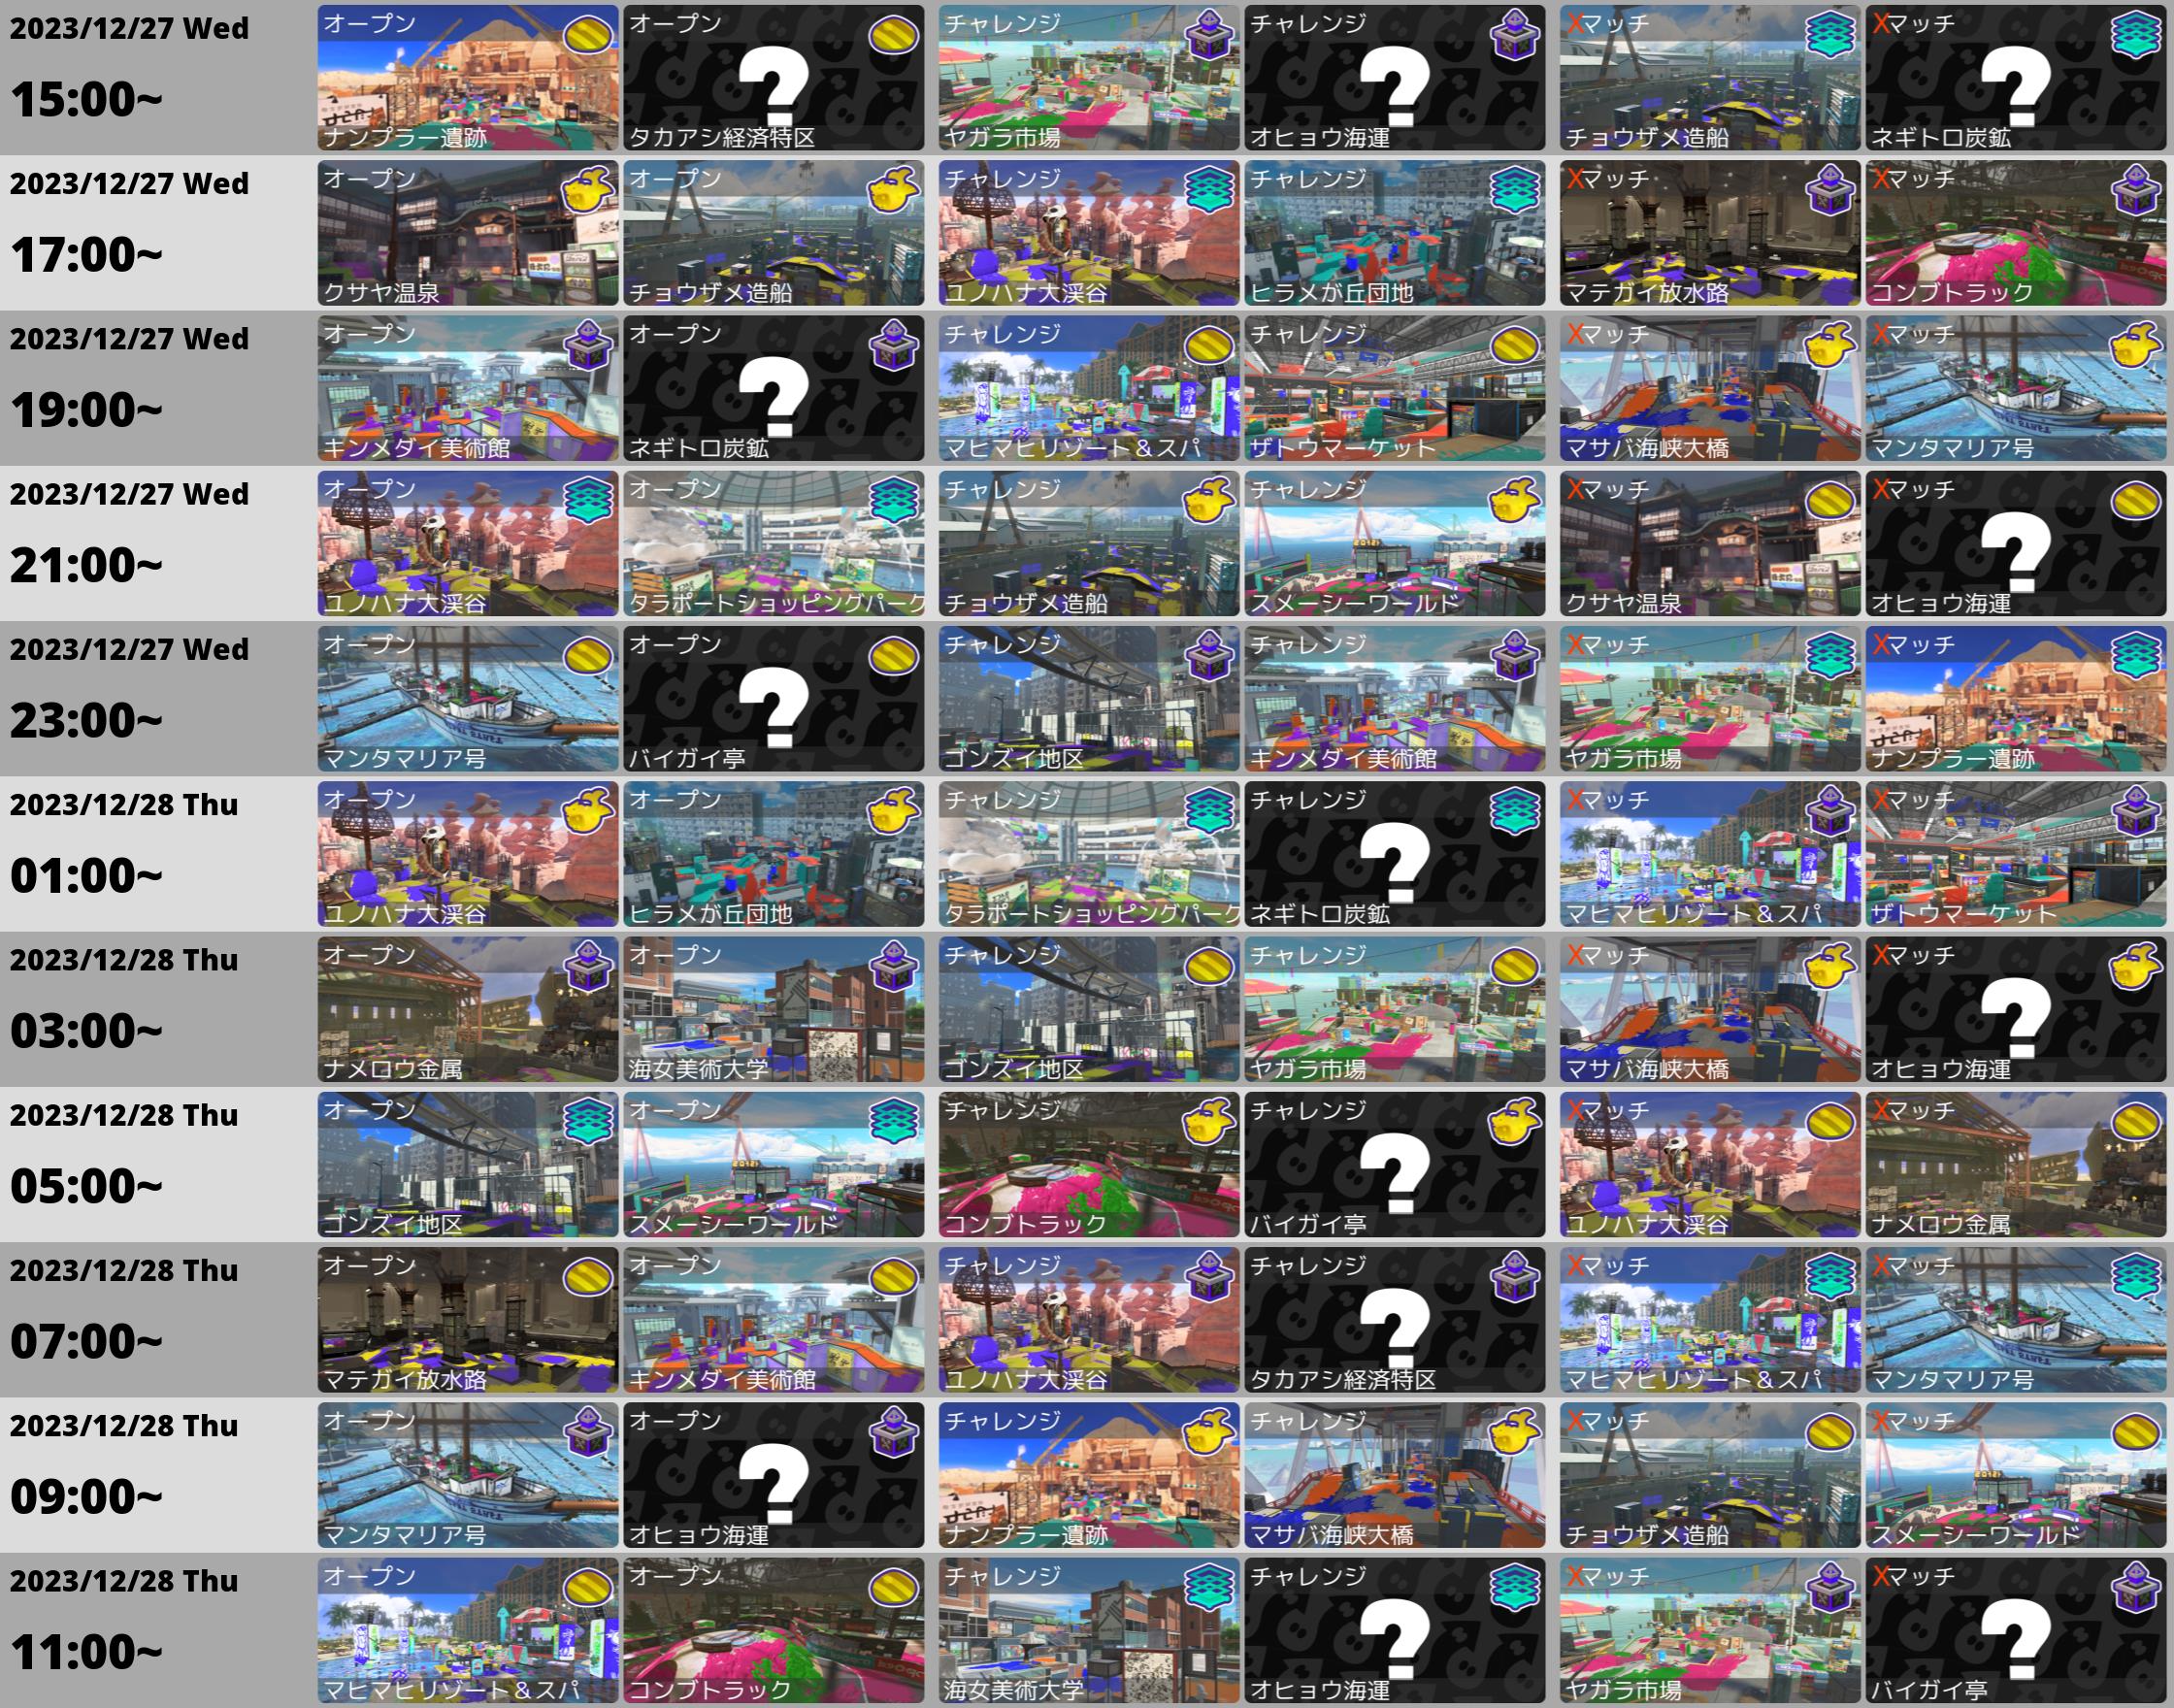 2023/12/27 Wed
15:00~
オープン
ナンプラー遺跡
オープン
タカアシ経済特区
チャレンジ
ヤガラ市場
チャレンジ
オヒョウ海運
Xマッチ
チョウザメ造船
Xマッチ
ネギトロ炭鉱
2023/12/27 Wed
17:00~
オープン
クサヤ温泉
オープン
チョウザメ造船
チャレンジ
ユノハナ大渓谷
チャレンジ
ヒラメが丘団地
Xマッチ
マテガイ放水路
Xマッチ
コンブトラック
2023/12/27 Wed
19:00~
オープン
キンメダイ美術館
オープン
ネギトロ炭鉱
チャレンジ
マヒマヒリゾート＆スパ
チャレンジ
ザトウマーケット
Xマッチ
マサバ海峡大橋
Xマッチ
マンタマリア号
2023/12/27 Wed
21:00~
オープン
ユノハナ大渓谷
オープン
タラポートショッピングパーク
チャレンジ
チョウザメ造船
チャレンジ
スメーシーワールド
Xマッチ
クサヤ温泉
Xマッチ
オヒョウ海運
2023/12/27 Wed
23:00~
オープン
マンタマリア号
オープン
バイガイ亭
チャレンジ
ゴンズイ地区
チャレンジ
キンメダイ美術館
Xマッチ
ヤガラ市場
Xマッチ
ナンプラー遺跡
2023/12/28 Thu
01:00~
オープン
ユノハナ大渓谷
オープン
ヒラメが丘団地
チャレンジ
タラポートショッピングパーク
チャレンジ
ネギトロ炭鉱
Xマッチ
マヒマヒリゾート＆スパ
Xマッチ
ザトウマーケット
2023/12/28 Thu
03:00~
オープン
ナメロウ金属
オープン
海女美術大学
チャレンジ
ゴンズイ地区
チャレンジ
ヤガラ市場
Xマッチ
マサバ海峡大橋
Xマッチ
オヒョウ海運
2023/12/28 Thu
05:00~
オープン
ゴンズイ地区
オープン
スメーシーワールド
チャレンジ
コンブトラック
チャレンジ
バイガイ亭
Xマッチ
ユノハナ大渓谷
Xマッチ
ナメロウ金属
2023/12/28 Thu
07:00~
オープン
マテガイ放水路
オープン
キンメダイ美術館
チャレンジ
ユノハナ大渓谷
チャレンジ
タカアシ経済特区
Xマッチ
マヒマヒリゾート＆スパ
Xマッチ
マンタマリア号
2023/12/28 Thu
09:00~
オープン
マンタマリア号
オープン
オヒョウ海運
チャレンジ
ナンプラー遺跡
チャレンジ
マサバ海峡大橋
Xマッチ
チョウザメ造船
Xマッチ
スメーシーワールド
2023/12/28 Thu
11:00~
オープン
マヒマヒリゾート＆スパ
オープン
コンブトラック
チャレンジ
海女美術大学
チャレンジ
オヒョウ海運
Xマッチ
ヤガラ市場
Xマッチ
バイガイ亭